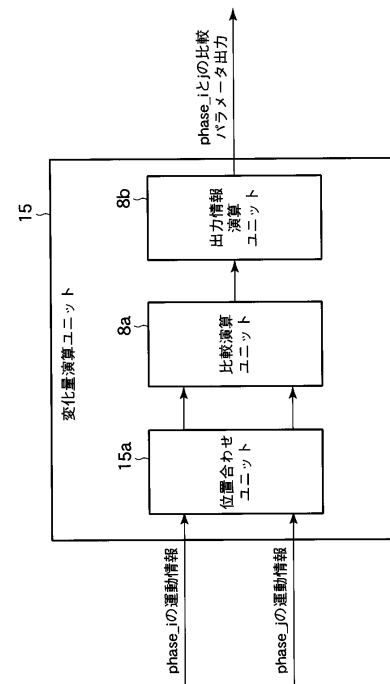 15
変化量演算ユニット
phase_iの運動情報
phase_jの運動情報
15a
位置合わせ
ユニット
8a
比較演算
ユニット
8b
出力情報
演算
ユニット
phase_iとjの比較
パラメータ出力